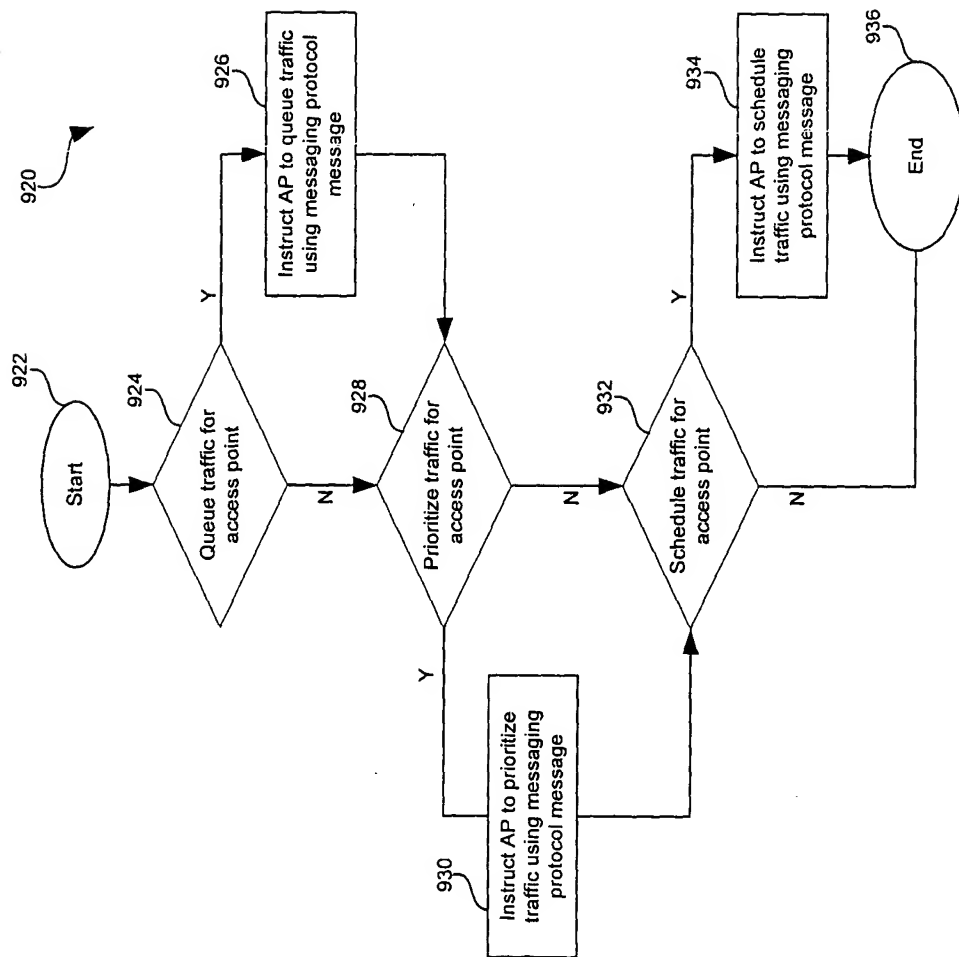 920
922
Start
924
Queue traffic for
access point
Y
N
926
Instruct AP to queue traffic
using messaging protocol
message
928
Prioritize traffic for
access point
Y
N
930
Instruct AP to prioritize
traffic using messaging
protocol message
932
Schedule traffic for
access point
Y
N
934
Instruct AP to schedule
traffic using messaging
protocol message
936
End